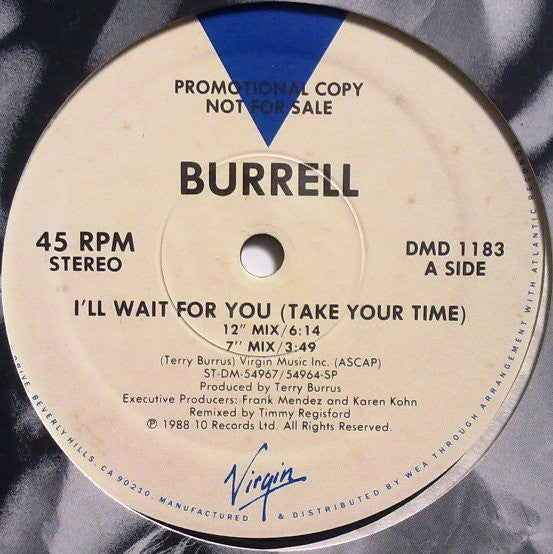 PROMOTIONAL COPY
NOT FOR SALE
BURRELL
45 RPM
STEREO
DMD 1183
A SIDE
I'LL WAIT FOR YOU (TAKE YOUR TIME)
12" MIX/6:14
7" MIX/3:49
(Terry Burrus) Virgin Music Inc. (ASCAP)
ST-DM-54967/54964-SP
Produced by Terry Burrus
Executive Producers: Frank Mendez and Karen Kohn
Remixed by Timmy Regisford
℗ 1988 10 Records Ltd. All Rights Reserved.
Virgin
DRIVE, BEVERLY HILLS, CA 90210. MANUFACTURED & DISTRIBUTED BY WEA THROUGH ARRANGEMENT WITH ATLANTIC